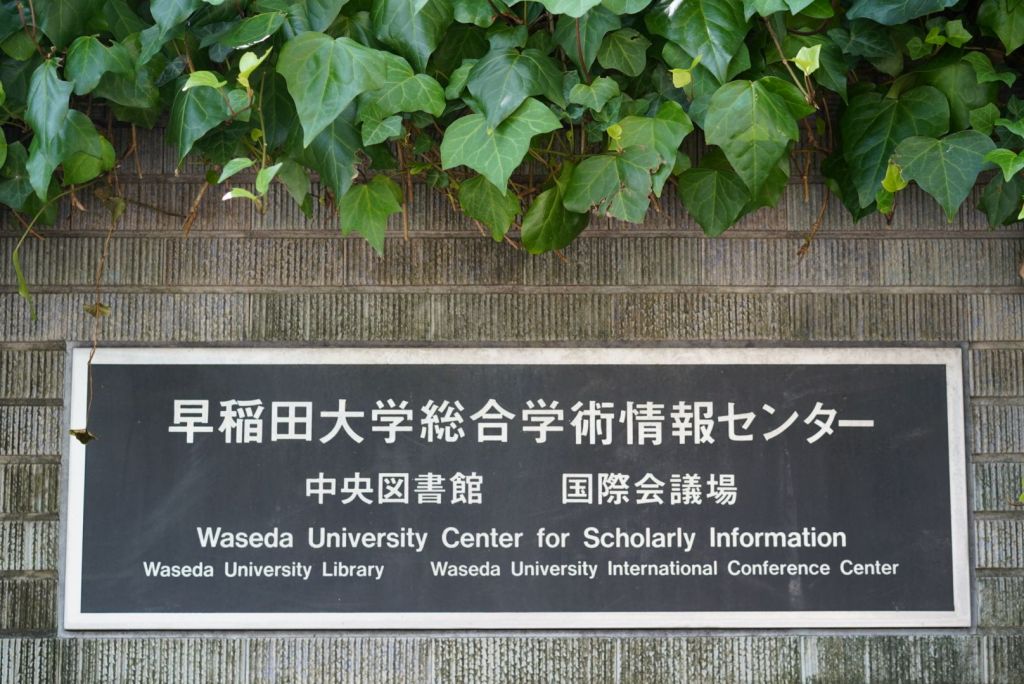 早稲田大学総合学術情報センター
中央図書館 国際会議場
Waseda University Center for Scholarly Information
Waseda University Library Waseda University International Conference Center